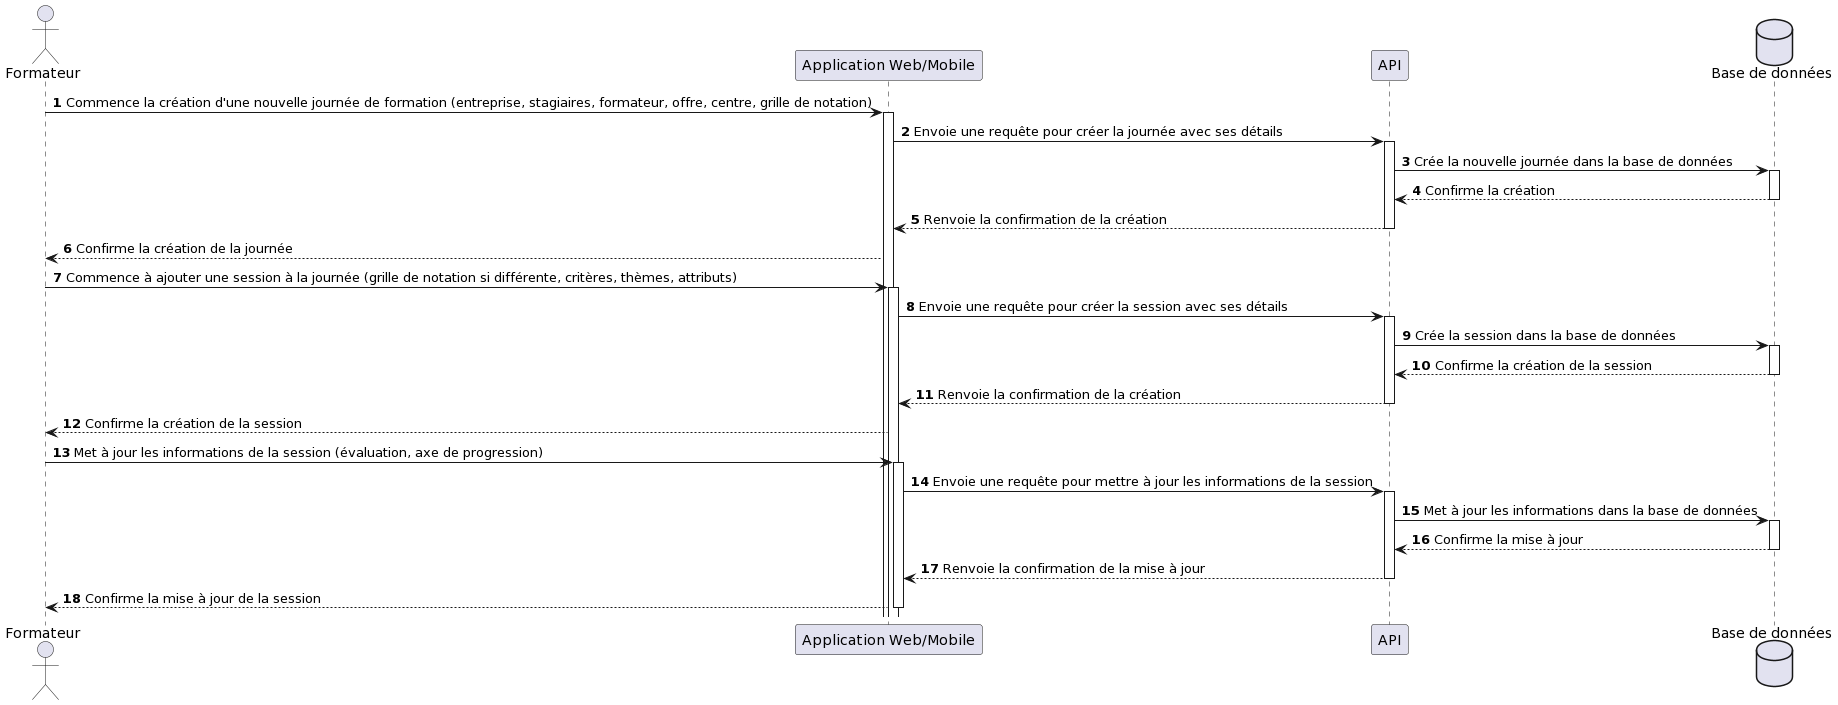 Formateur
Application Web/Mobile
API
Base de données
1 Commence la création d'une nouvelle journée de formation (entreprise, stagiaires, formateur, offre, centre, grille de notation)
2 Envoie une requête pour créer la journée avec ses détails
3 Crée la nouvelle journée dans la base de données
4 Confirme la création
5 Renvoie la confirmation de la création
6 Confirme la création de la journée
7 Commence à ajouter une session à la journée (grille de notation si différente, critères, thèmes, attributs)
8 Envoie une requête pour créer la session avec ses détails
9 Crée la session dans la base de données
10 Confirme la création de la session
11 Renvoie la confirmation de la création
12 Confirme la création de la session
13 Met à jour les informations de la session (évaluation, axe de progression)
14 Envoie une requête pour mettre à jour les informations de la session
15 Met à jour les informations dans la base de données
16 Confirme la mise à jour
17 Renvoie la confirmation de la mise à jour
18 Confirme la mise à jour de la session
Formateur
Application Web/Mobile
API
Base de données